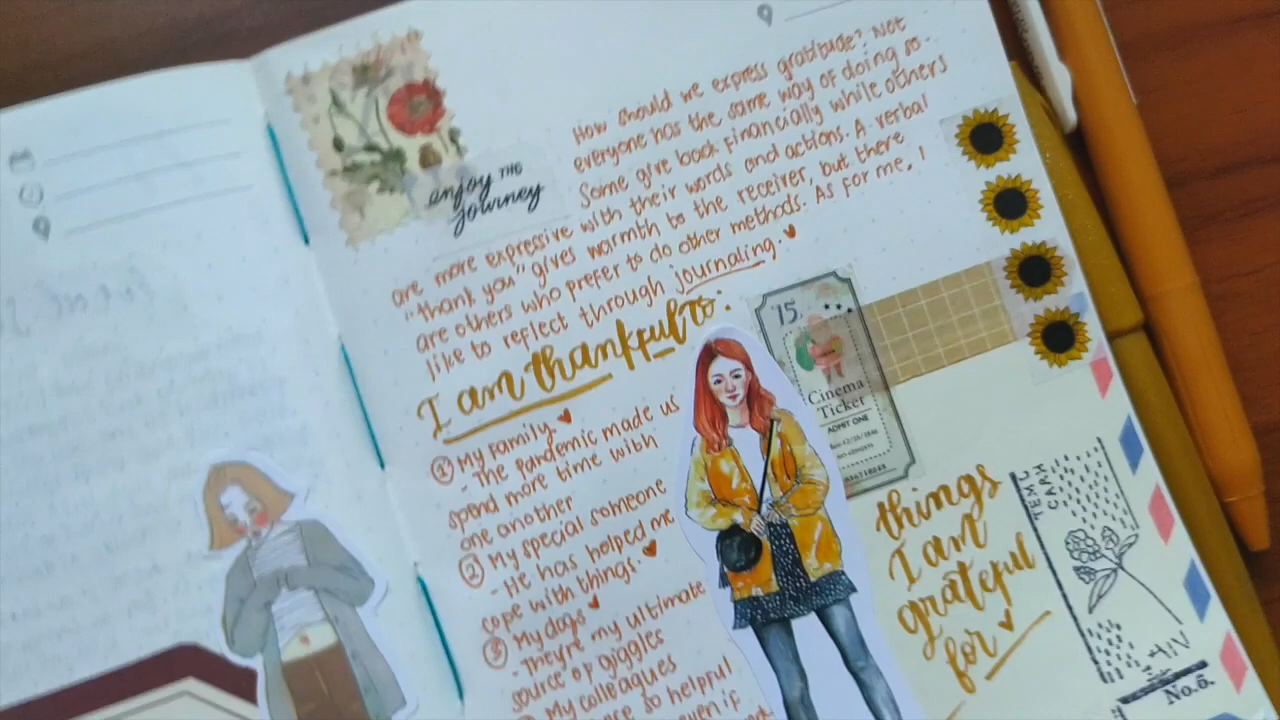 enjoy THE
journey
How should we express gratitude? Not
everyone has the same way of doing so.
Some give back financially while others
are more expressive with their words and actions. A verbal
"thank you" gives warmth to the receiver, but there
are others who prefer to do other methods. As for me, I
like to reflect through journaling.
I am thankful to:
① My family.
- The pandemic made us
spend more time with
one another
② My special someone
- He has helped me
cope with things.
③ My dogs
- They're my ultimate
source of giggles
My colleagues
are so helpful
even if
15.
Cinema
Ticket
ADMIT ONE
things
I am
grateful
for
No.6.